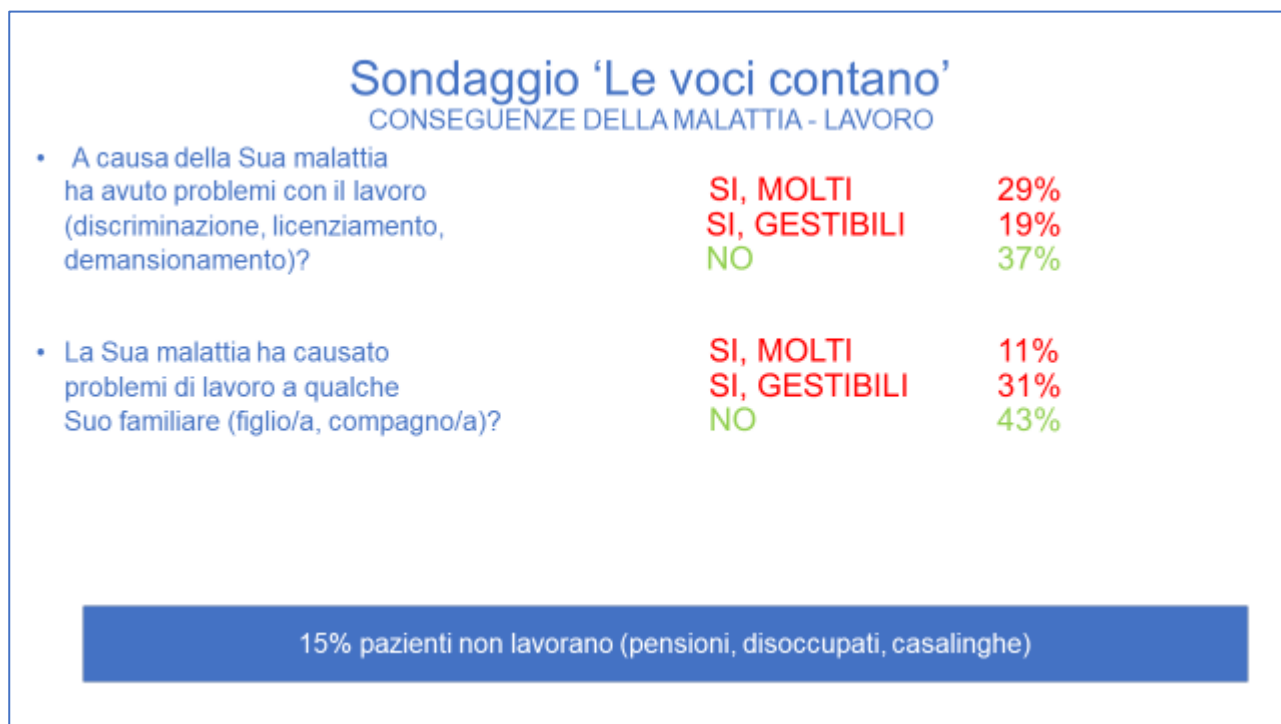 Sondaggio ‘Le voci contano’
CONSEGUENZE DELLA MALATTIA - LAVORO
• A causa della Sua malattia
ha avuto problemi con il lavoro
(discriminazione, licenziamento,
demansionamento)?
SI, MOLTI 29%
SI, GESTIBILI 19%
NO 37%
• La Sua malattia ha causato
problemi di lavoro a qualche
Suo familiare (figlio/a, compagno/a)?
SI, MOLTI 11%
SI, GESTIBILI 31%
NO 43%
15% pazienti non lavorano (pensioni, disoccupati, casalinghe)